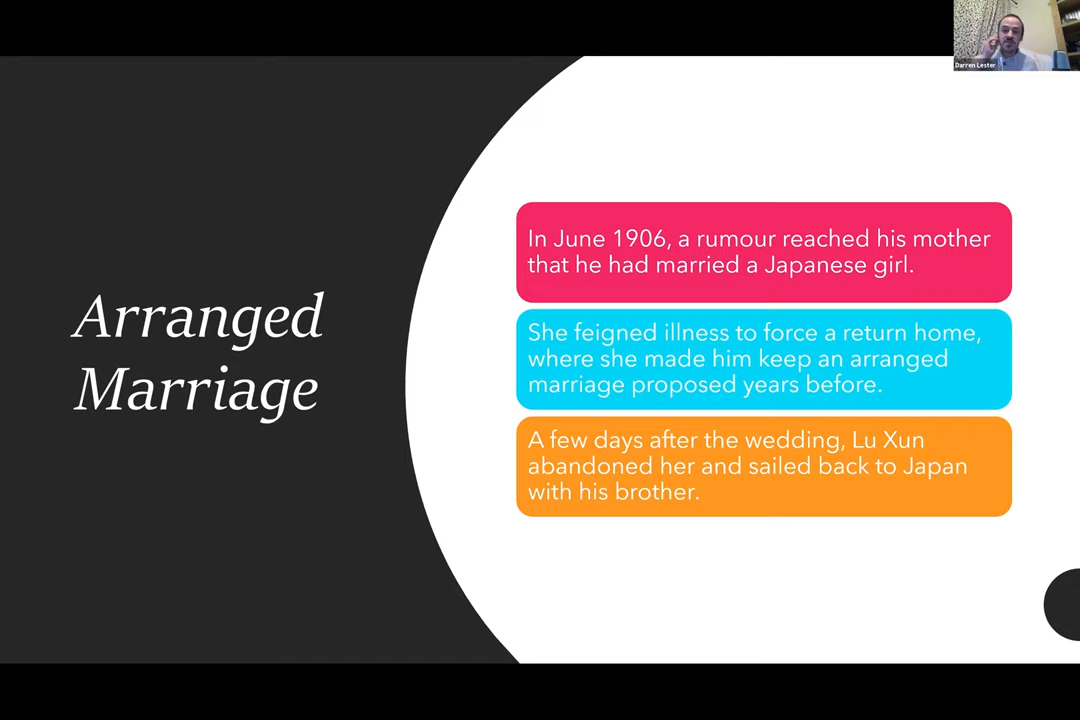 Darren Lester
Arranged
Marriage
In June 1906, a rumour reached his mother
that he had married a Japanese girl.
She feigned illness to force a return home,
where she made him keep an arranged
marriage proposed years before.
A few days after the wedding, Lu Xun
abandoned her and sailed back to Japan
with his brother.